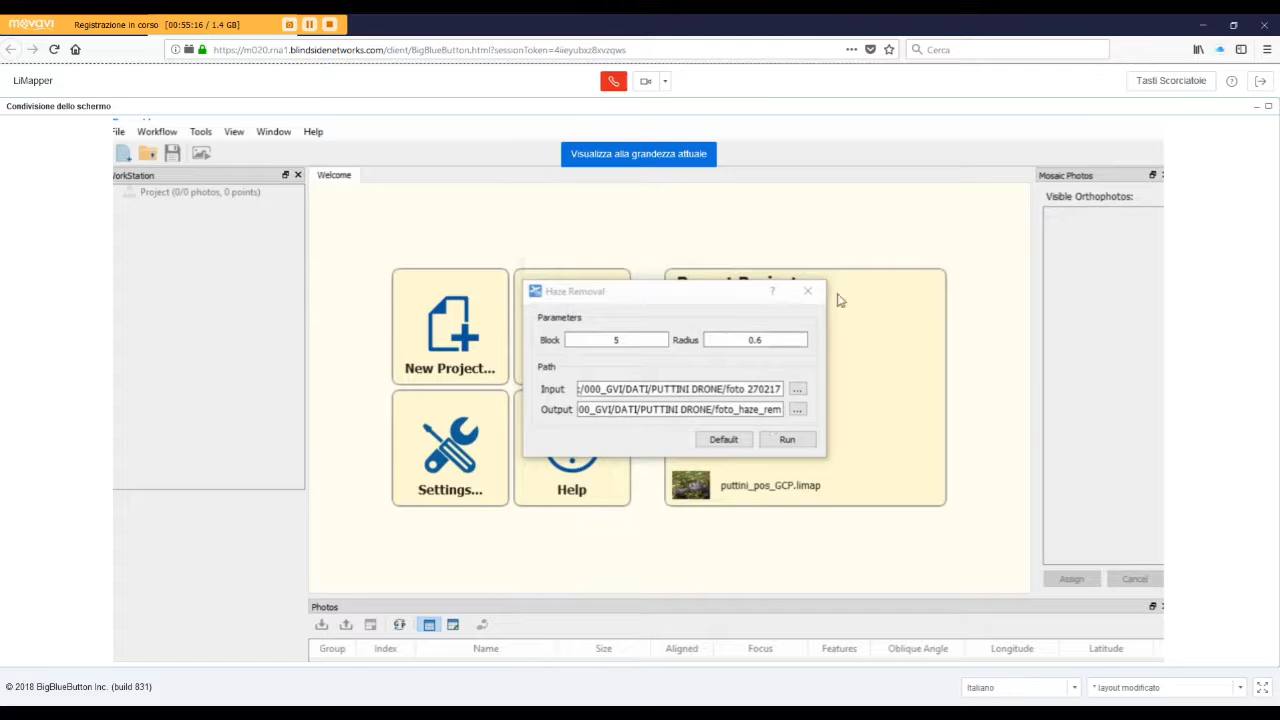 movavi Registrazione in corso [00:55:16 / 1.4 GB]
https://m020.rna1.blindsidenetworks.com/client/BigBlueButton.html?sessionToken=4iieyubxz8xvzqws
Cerca
LiMapper
Tasti Scorciatoie
Condivisione dello schermo
File Workflow Tools View Window Help
Visualizza alla grandezza attuale
WorkStation
Welcome
Mosaic Photos
Project (0/0 photos, 0 points)
Visible Orthophotos:
Haze Removal
Parameters
Block 5 Radius 0.6
New Project...
Path
Input :/000_GVI/DATI/PUTTINI DRONE/foto 270217 ...
Output 00_GVI/DATI/PUTTINI DRONE/foto_haze_rem ...
Default Run
Settings...
Help
puttini_pos_GCP.limap
Assign Cancel
Photos
Group Index Name Size Aligned Focus Features Oblique Angle Longitude Latitude
© 2018 BigBlueButton Inc. (build 831)
Italiano
* layout modificato